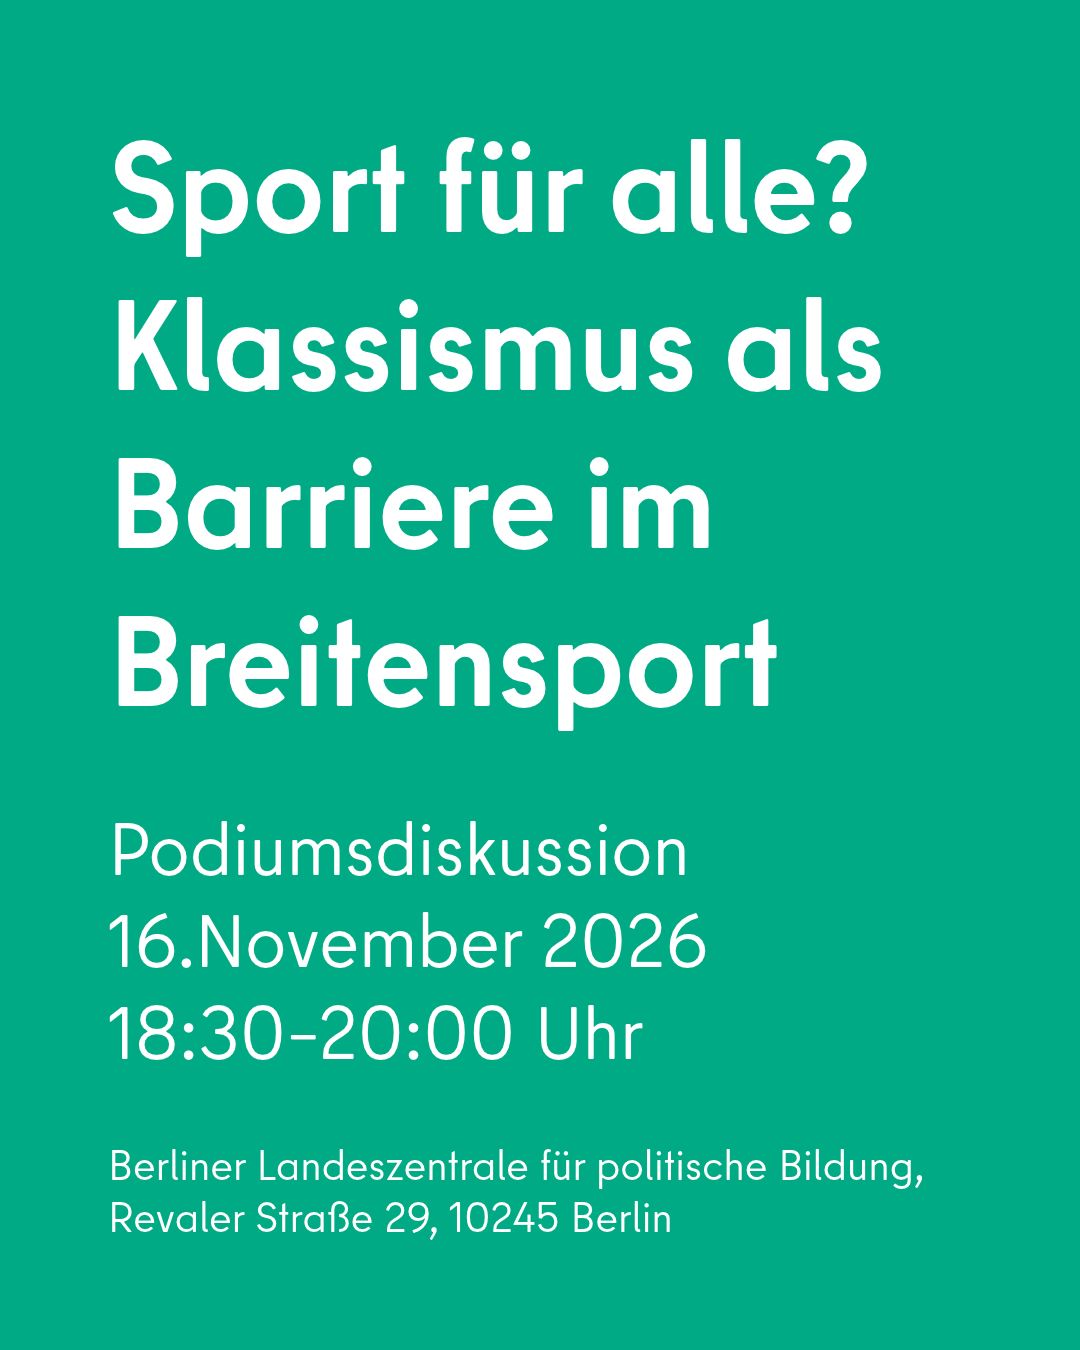 Sport für alle?
Klassismus als
Barriere im
Breitensport
Podiumsdiskussion
16.November 2026
18:30–20:00 Uhr
Berliner Landeszentrale für politische Bildung,
Revaler Straße 29, 10245 Berlin